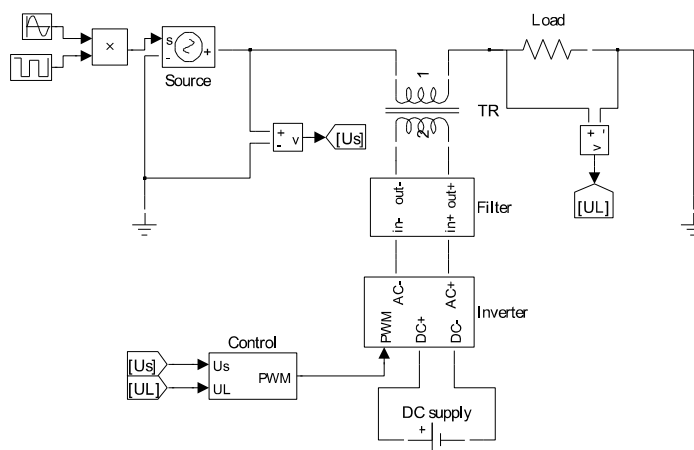 ×
s
-
+
Source
+
-
v
[Us]
1
2
TR
Load
+
-
v
[UL]
out-
out+
in-
in+
Filter
AC-
AC+
PWM
DC+
DC-
Inverter
Control
[Us]
[UL]
Us
UL
PWM
DC supply
+